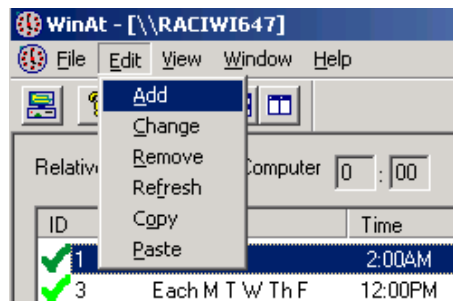 WinAt - [\\RACIWI647]
File Edit View Window Help
Add
Change
Remove
Refresh
Copy
Paste
Computer 0 : 00
ID Time
1 2:00AM
3 Each M T W Th F 12:00PM